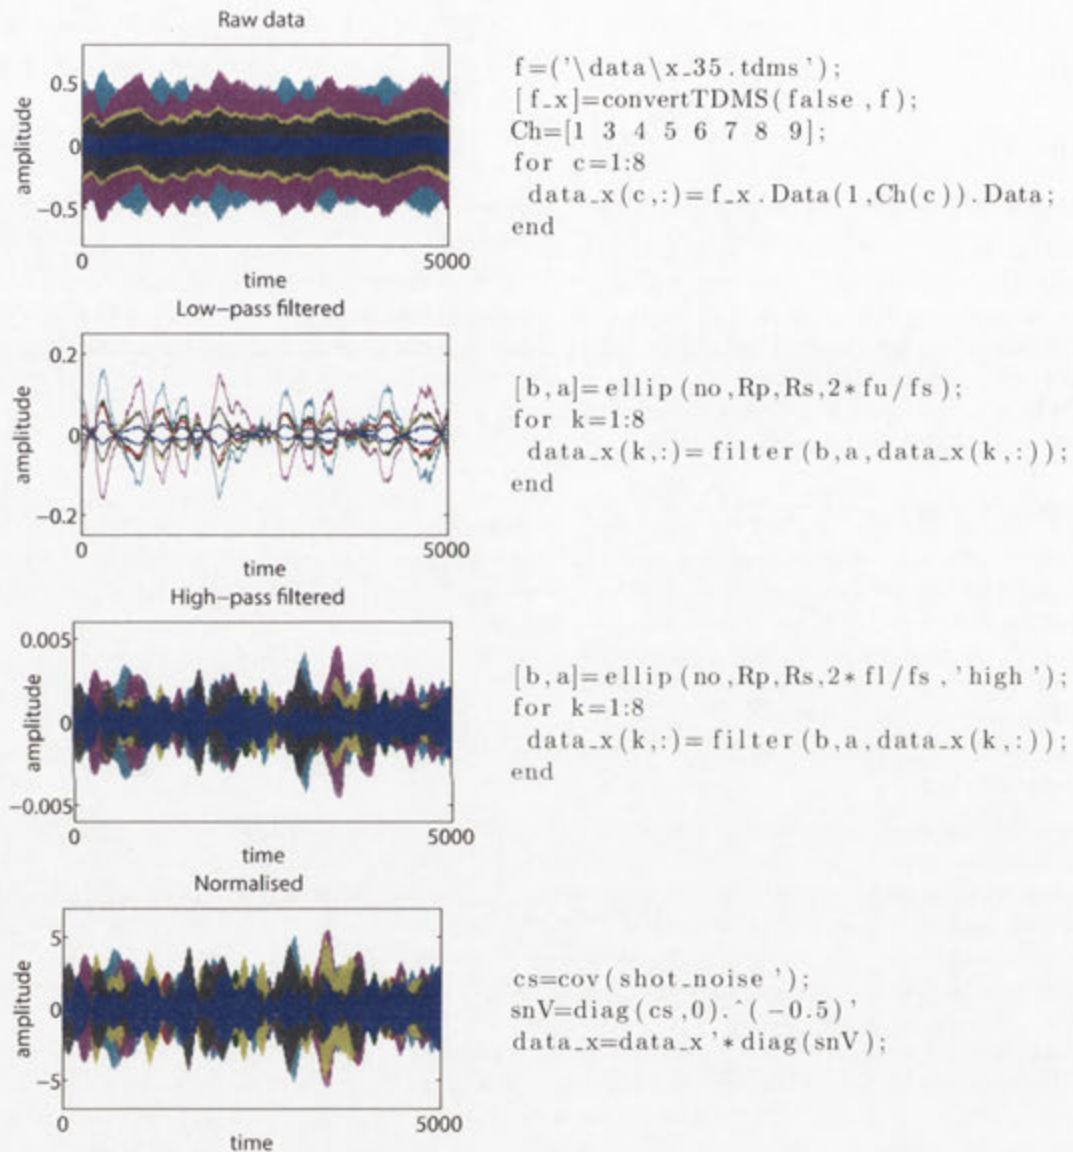 Raw data
0.5
0
−0.5
amplitude
0
5000
time
f=('\data\x_35.tdms');
[f_x]=convertTDMS(false,f);
Ch=[1 3 4 5 6 7 8 9];
for c=1:8
data_x(c,:)=f_x.Data(1,Ch(c)).Data;
end
Low−pass filtered
0.2
0
−0.2
amplitude
0
5000
time
[b,a]=ellip(no,Rp,Rs,2*fu/fs);
for k=1:8
data_x(k,:)=filter(b,a,data_x(k,:));
end
High−pass filtered
0.005
0
−0.005
amplitude
0
5000
time
[b,a]=ellip(no,Rp,Rs,2*fl/fs,'high');
for k=1:8
data_x(k,:)=filter(b,a,data_x(k,:));
end
Normalised
5
0
−5
amplitude
0
5000
time
cs=cov(shot_noise');
snV=diag(cs,0).^(−0.5)'
data_x=data_x'*diag(snV);